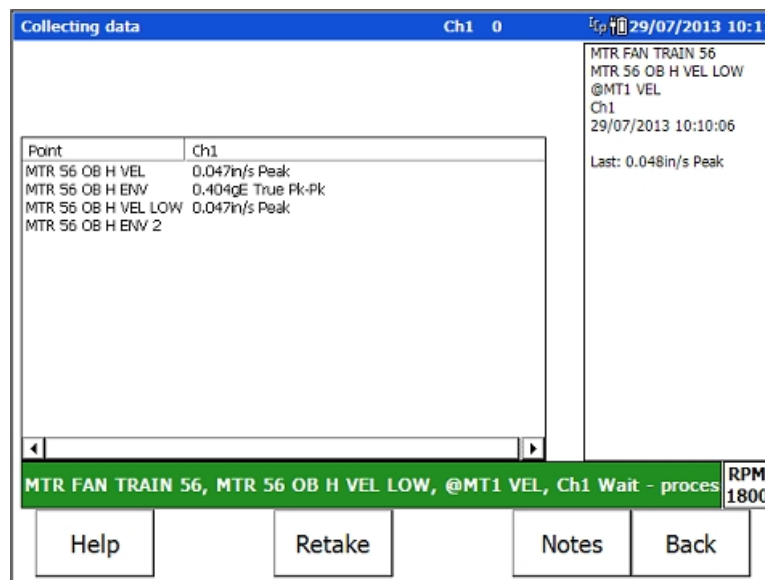 Collecting data Ch1 0 29/07/2013 10:1
MTR FAN TRAIN 56
MTR 56 OB H VEL LOW
@MT1 VEL
Ch1
29/07/2013 10:10:06
Last: 0.048in/s Peak
Point Ch1
MTR 56 OB H VEL 0.047in/s Peak
MTR 56 OB H ENV 0.404gE True Pk-Pk
MTR 56 OB H VEL LOW 0.047in/s Peak
MTR 56 OB H ENV 2
MTR FAN TRAIN 56, MTR 56 OB H VEL LOW, @MT1 VEL, Ch1 Wait - proces
RPM
1800
Help Retake Notes Back